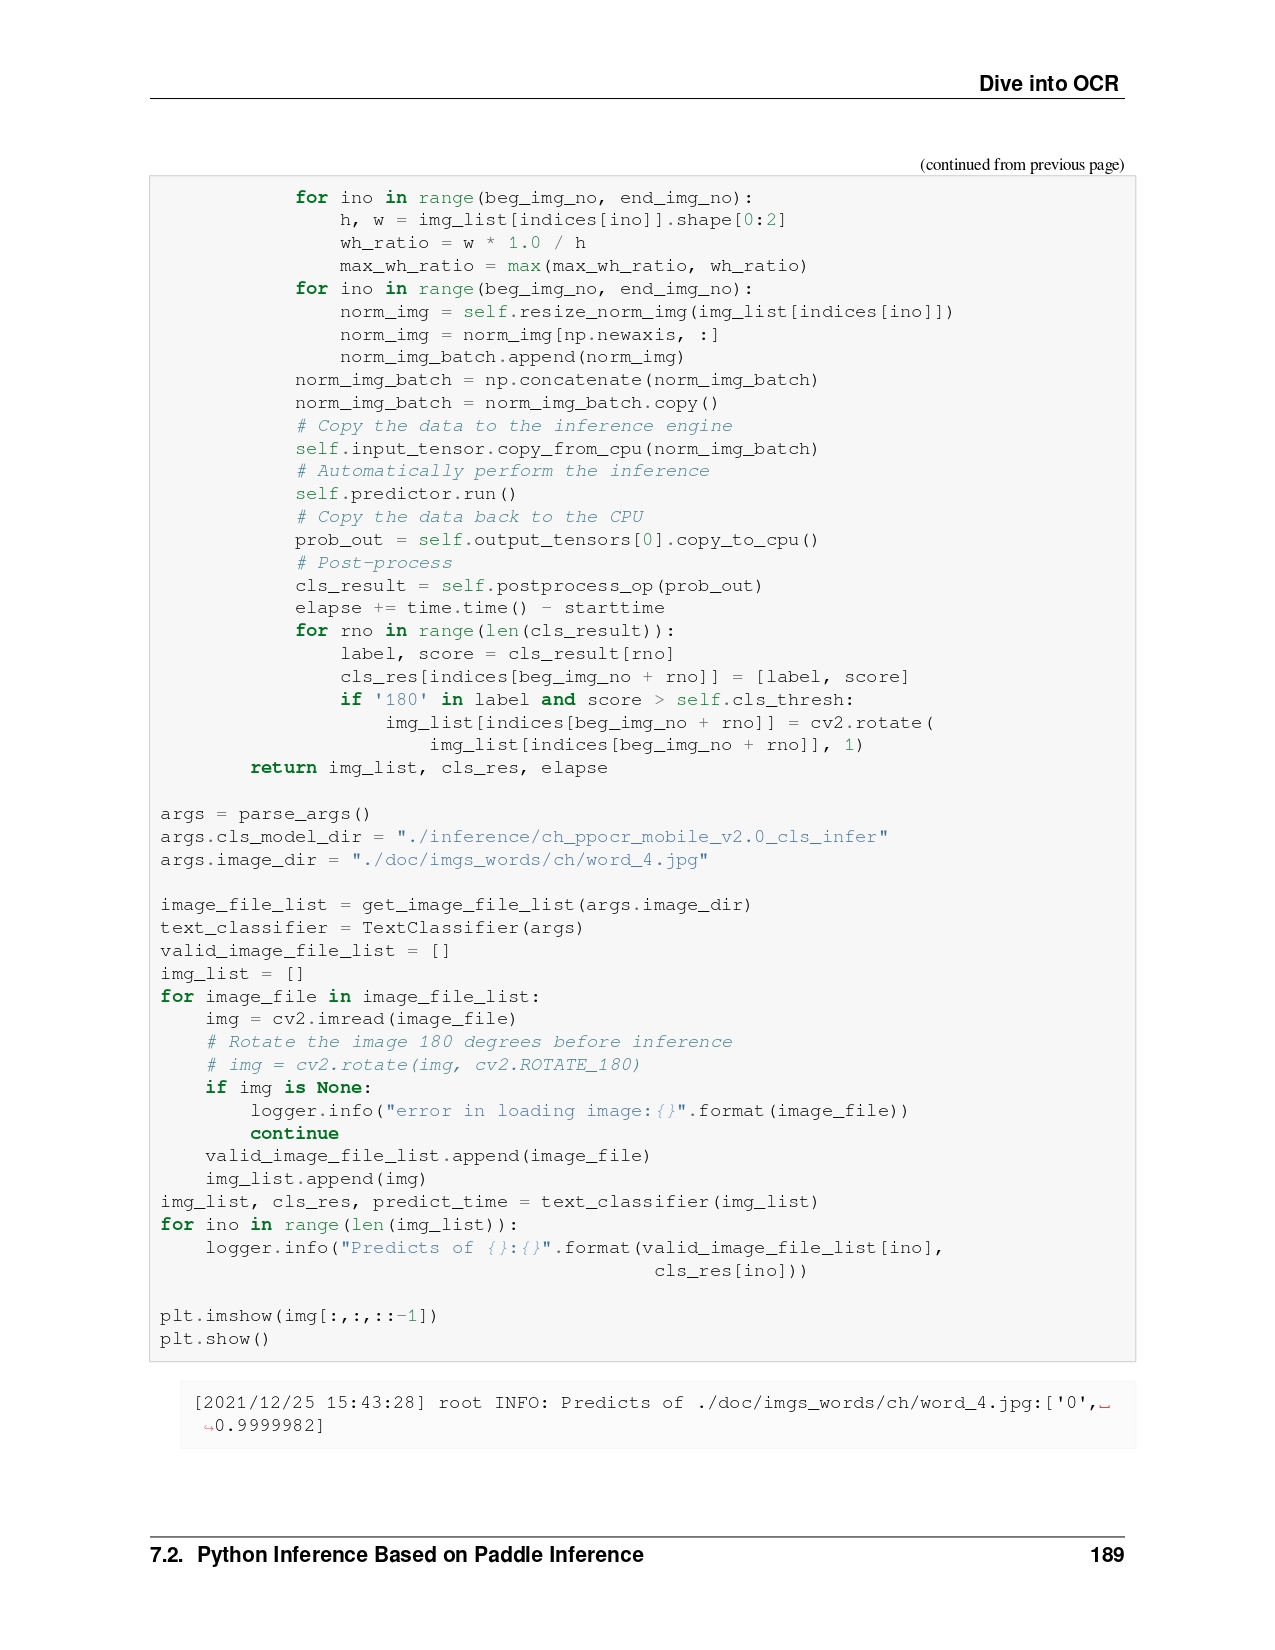 Dive into OCR
(continued from previous page)
            for ino in range(beg_img_no, end_img_no):
                h, w = img_list[indices[ino]].shape[0:2]
                wh_ratio = w * 1.0 / h
                max_wh_ratio = max(max_wh_ratio, wh_ratio)
            for ino in range(beg_img_no, end_img_no):
                norm_img = self.resize_norm_img(img_list[indices[ino]])
                norm_img = norm_img[np.newaxis, :]
                norm_img_batch.append(norm_img)
            norm_img_batch = np.concatenate(norm_img_batch)
            norm_img_batch = norm_img_batch.copy()
            # Copy the data to the inference engine
            self.input_tensor.copy_from_cpu(norm_img_batch)
            # Automatically perform the inference
            self.predictor.run()
            # Copy the data back to the CPU
            prob_out = self.output_tensors[0].copy_to_cpu()
            # Post-process
            cls_result = self.postprocess_op(prob_out)
            elapse += time.time() - starttime
            for rno in range(len(cls_result)):
                label, score = cls_result[rno]
                cls_res[indices[beg_img_no + rno]] = [label, score]
                if '180' in label and score > self.cls_thresh:
                    img_list[indices[beg_img_no + rno]] = cv2.rotate(
                        img_list[indices[beg_img_no + rno]], 1)
        return img_list, cls_res, elapse

args = parse_args()
args.cls_model_dir = "./inference/ch_ppocr_mobile_v2.0_cls_infer"
args.image_dir = "./doc/imgs_words/ch/word_4.jpg"

image_file_list = get_image_file_list(args.image_dir)
text_classifier = TextClassifier(args)
valid_image_file_list = []
img_list = []
for image_file in image_file_list:
    img = cv2.imread(image_file)
    # Rotate the image 180 degrees before inference
    # img = cv2.rotate(img, cv2.ROTATE_180)
    if img is None:
        logger.info("error in loading image:{}".format(image_file))
        continue
    valid_image_file_list.append(image_file)
    img_list.append(img)
img_list, cls_res, predict_time = text_classifier(img_list)
for ino in range(len(img_list)):
    logger.info("Predicts of {}:{}".format(valid_image_file_list[ino],
                                            cls_res[ino]))

plt.imshow(img[:,:,::-1])
plt.show()
[2021/12/25 15:43:28] root INFO: Predicts of ./doc/imgs_words/ch/word_4.jpg:['0',␣
↪0.9999982]
7.2. Python Inference Based on Paddle Inference 189